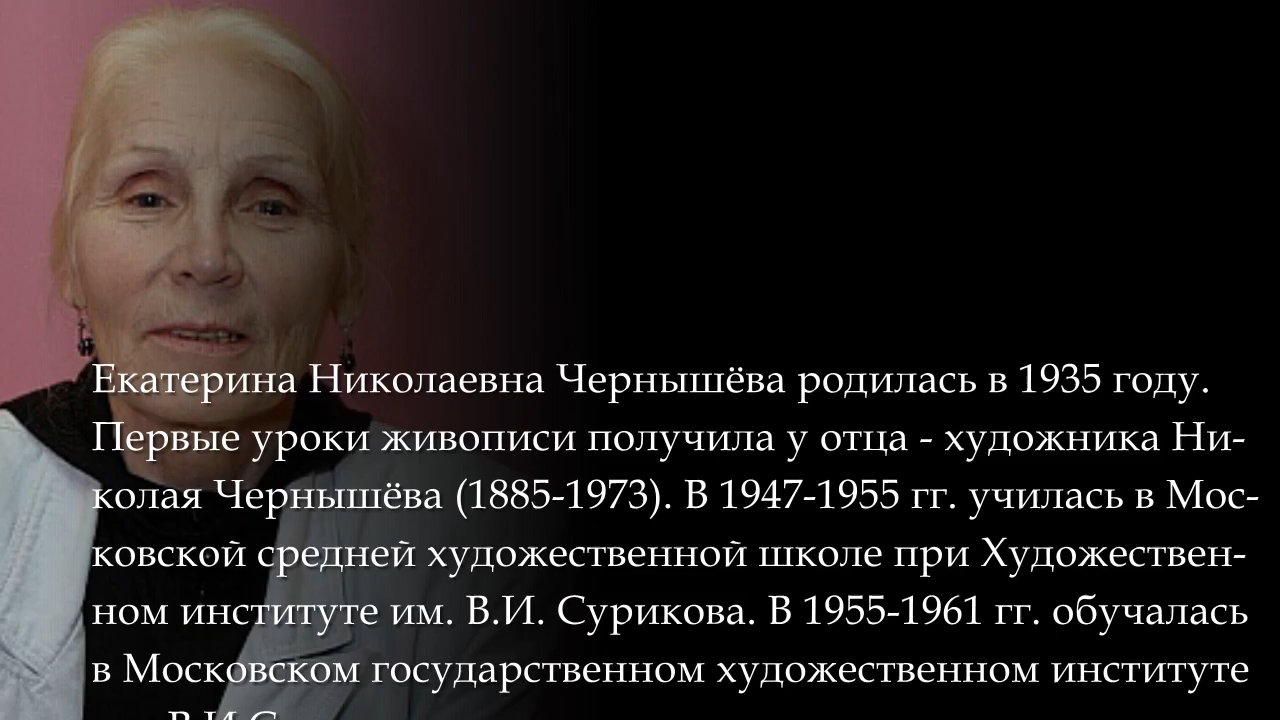 Екатерина Николаевна Чернышёва родилась в 1935 году.
Первые уроки живописи получила у отца - художника Ни-
колая Чернышёва (1885-1973). В 1947-1955 гг. училась в Мос-
ковской средней художественной школе при Художествен-
ном институте им. В.И. Сурикова. В 1955-1961 гг. обучалась
в Московском государственном художественном институте